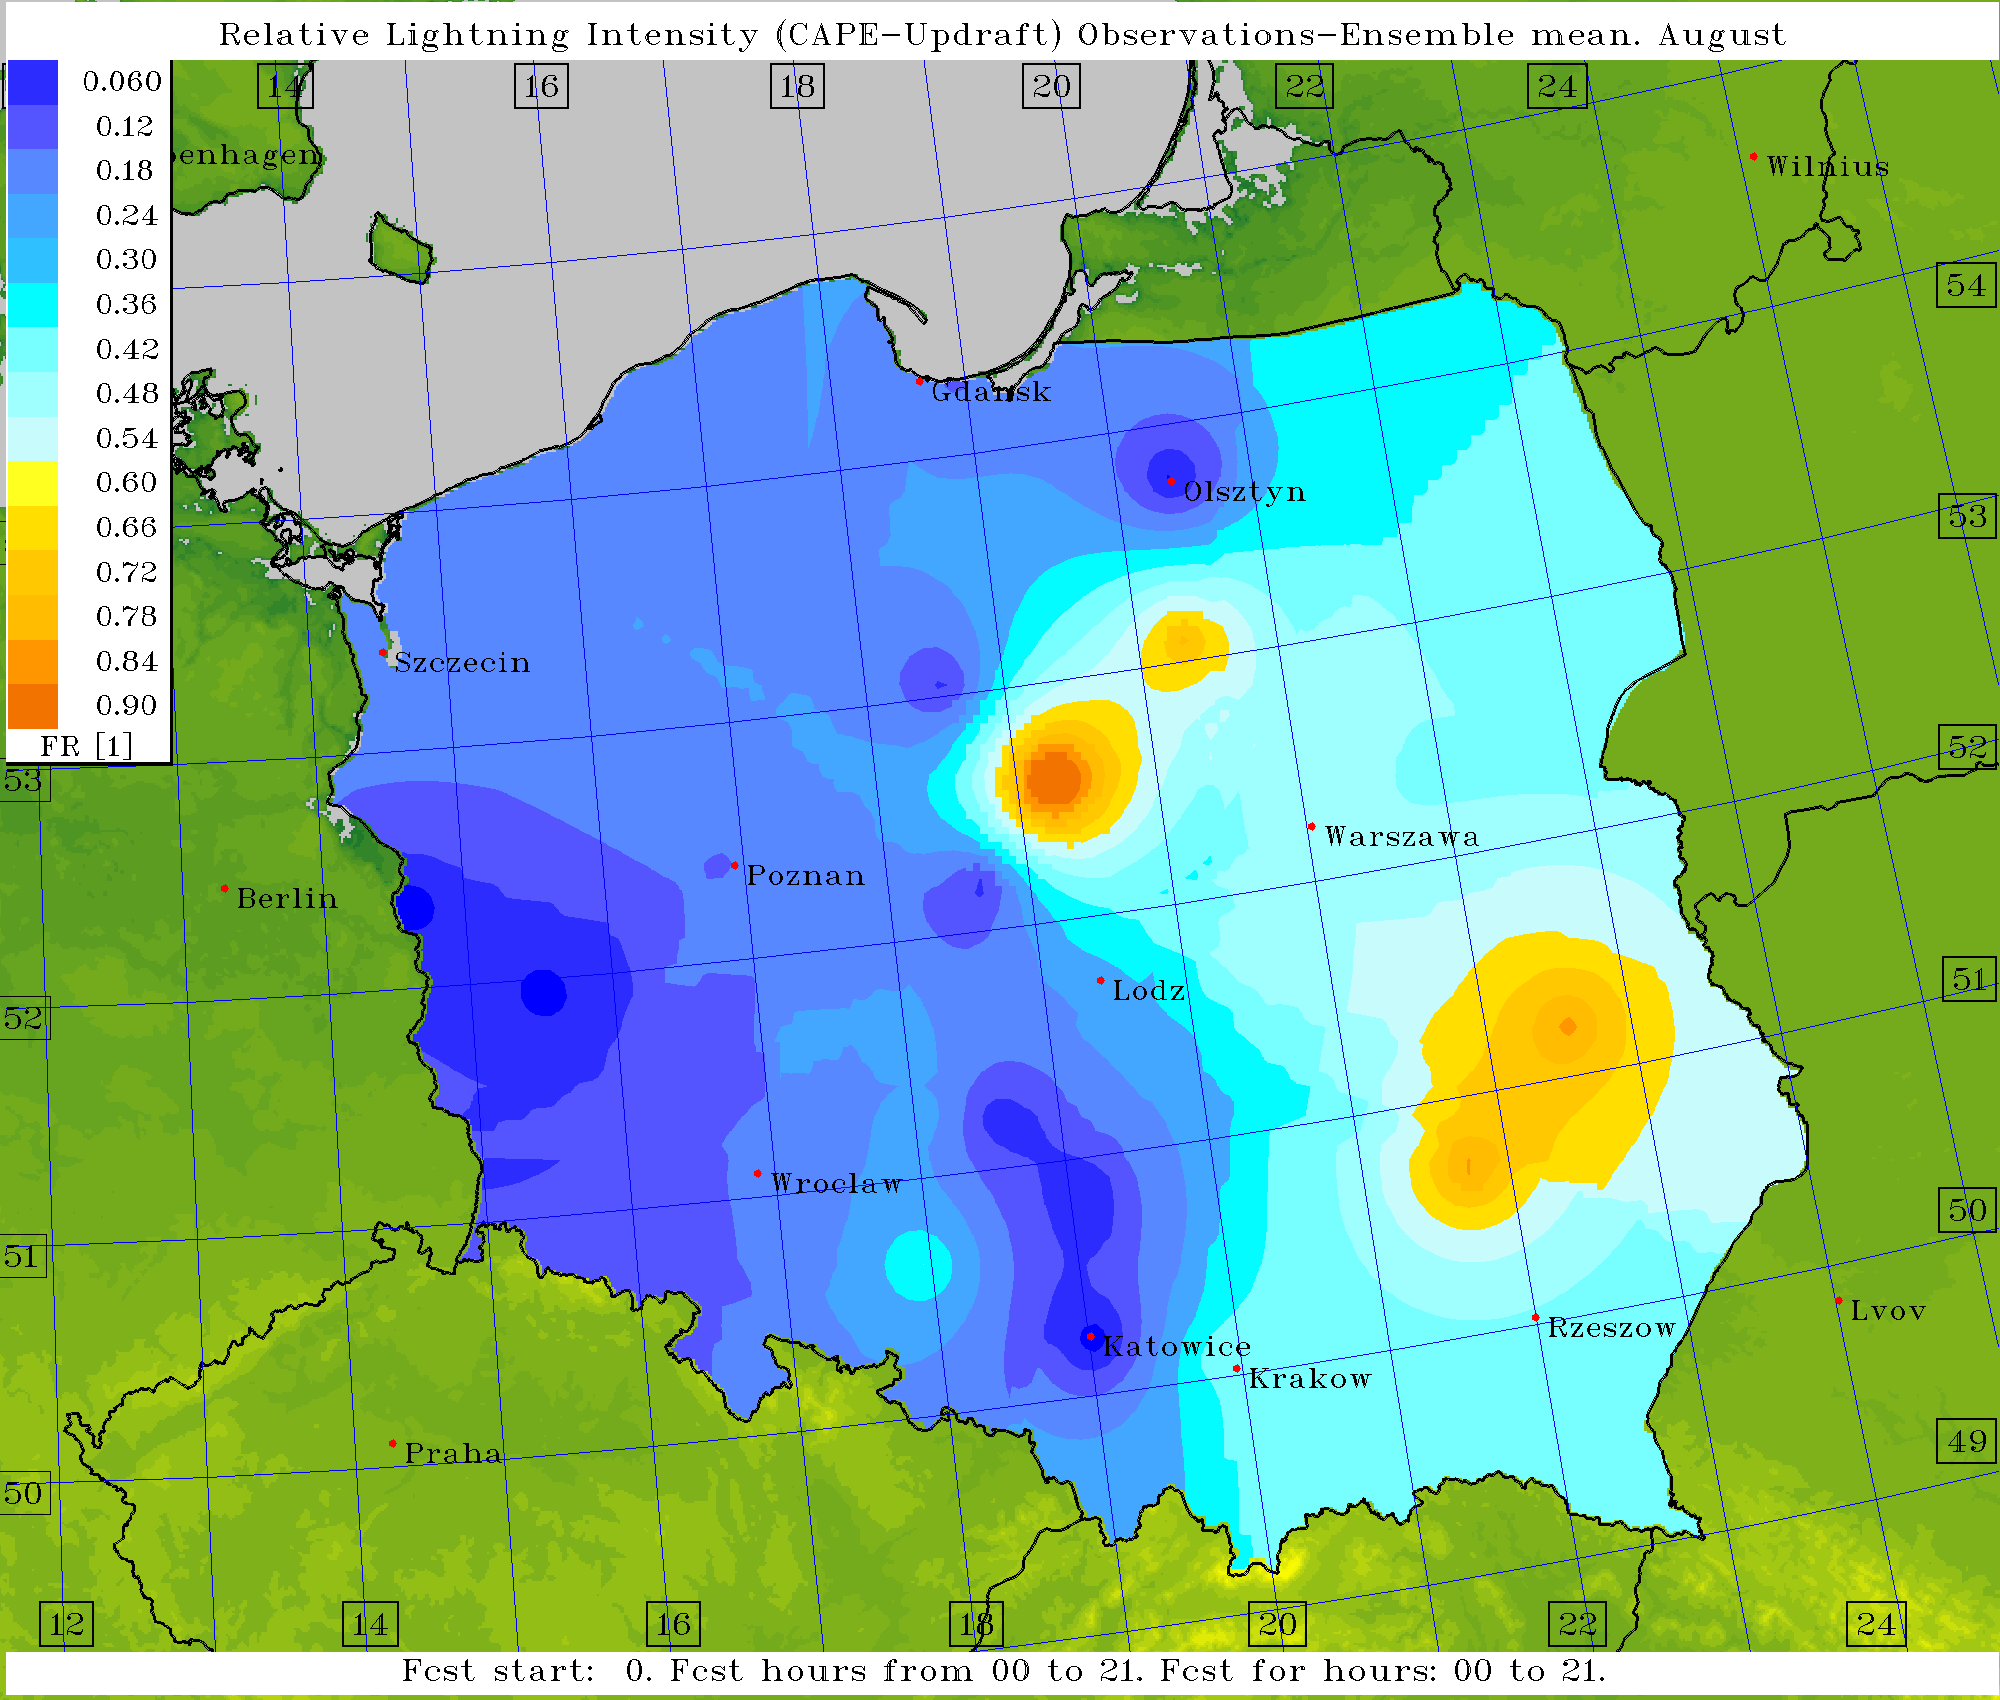 Relative Lightning Intensity (CAPE-Updraft) Observations-Ensemble mean. August
14
16
18
20
22
24
0.060
0.12
0.18
0.24
0.30
0.36
0.42
0.48
0.54
0.60
0.66
0.72
0.78
0.84
0.90
FR [1]
penhagen
Wilnius
54
Gdansk
Olsztyn
53
Szczecin
52
53
Warszawa
Poznan
Berlin
51
Lodz
52
Wroclaw
50
51
Lvov
Rzeszow
Katowice
Krakow
49
Praha
50
12
14
16
18
20
22
24
Fcst start:  0. Fcst hours from 00 to 21. Fcst for hours: 00 to 21.